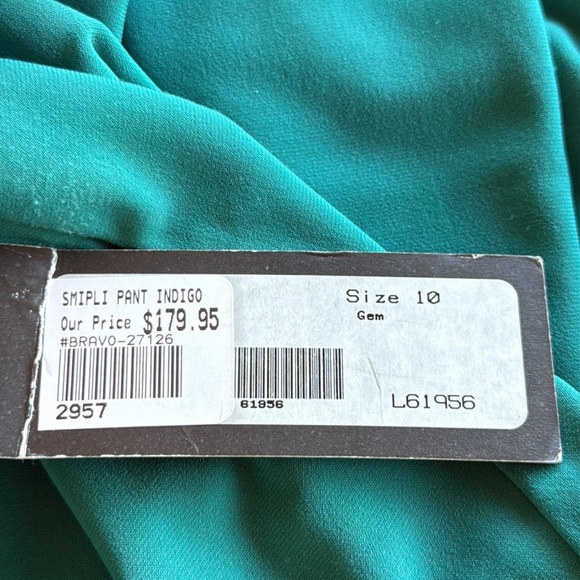 SMIPLI PANT INDIGO
Our Price $179.95
#BRAVO-27126
2957
Size 10
Gem
61956
L61956